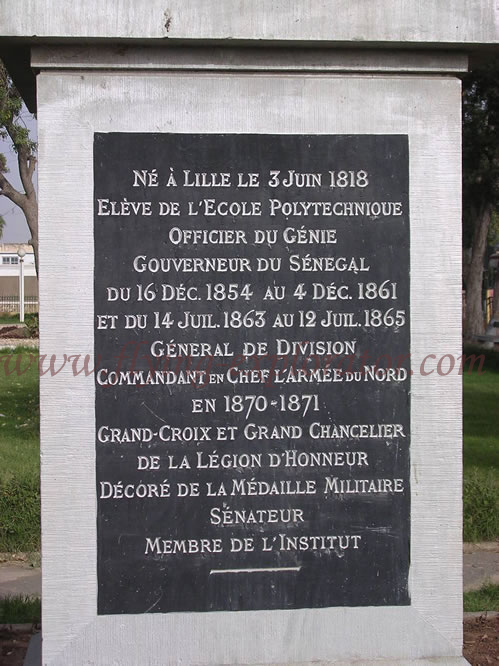 NÉ À LILLE LE 3 JUIN 1818
ELÈVE DE L'ECOLE POLYTECHNIQUE
OFFICIER DU GÉNIE
GOUVERNEUR DU SÉNEGAL
DU 16 DÉC. 1854 AU 4 DÉC. 1861
ET DU 14 JUIL. 1863 AU 12 JUIL. 1865
GÉNERAL DE DIVISION
COMMANDANT EN CHEF L'ARMÉE DU NORD
EN 1870-1871
GRAND-CROIX ET GRAND CHANCELIER
DE LA LÉGION D'HONNEUR
DÉCORÉ DE LA MÉDAILLE MILITAIRE
SÉNATEUR
MEMBRE DE L'INSTITUT